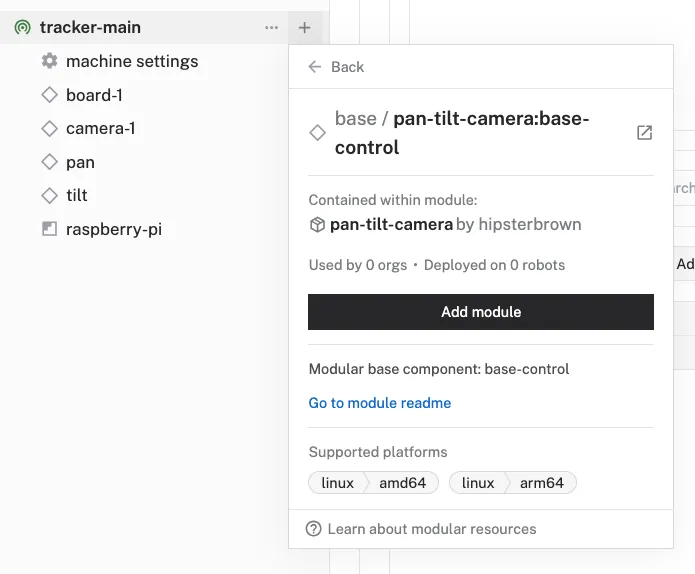 tracker-main
machine settings
board-1
camera-1
pan
tilt
raspberry-pi
Back
base / pan-tilt-camera:base-
control
Contained within module:
pan-tilt-camera by hipsterbrown
Used by 0 orgs • Deployed on 0 robots
Add module
Modular base component: base-control
Go to module readme
Supported platforms
linux amd64 linux arm64
Learn about modular resources